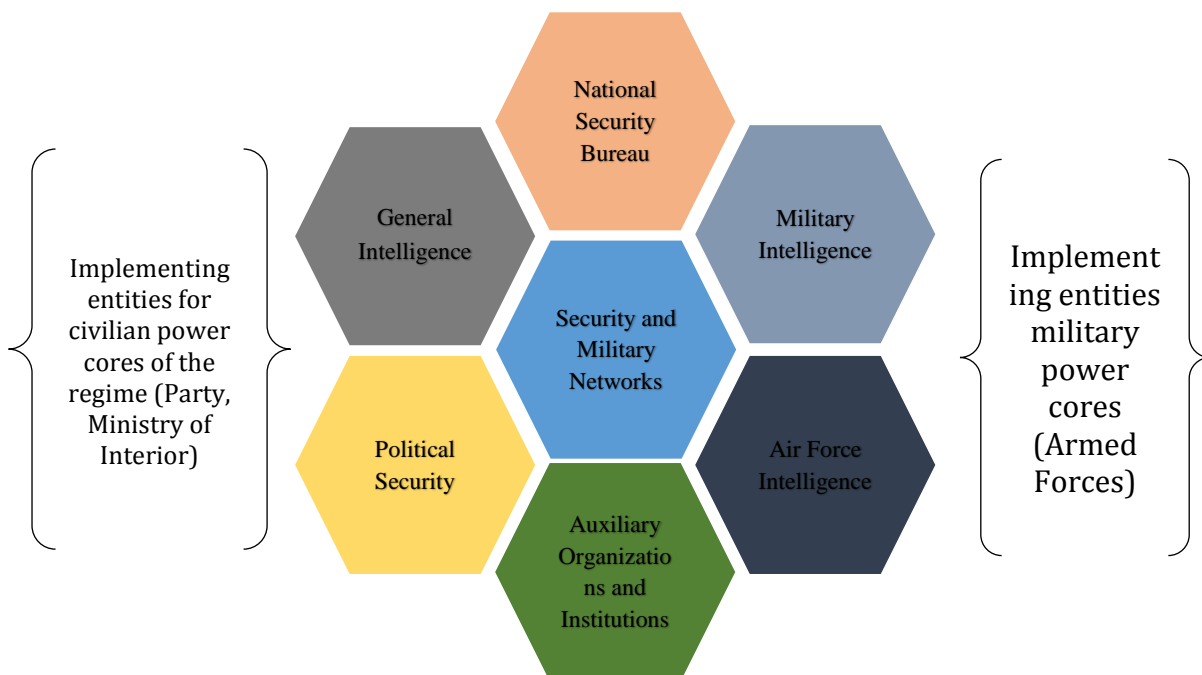 National
Security
Bureau
General
Intelligence
Military
Intelligence
Implementing
entities for
civilian power
cores of the
regime (Party,
Ministry of
Interior)
Security and
Military
Networks
Implement
ing entities
military
power
cores
(Armed
Forces)
Political
Security
Air Force
Intelligence
Auxiliary
Organizatio
ns and
Institutions